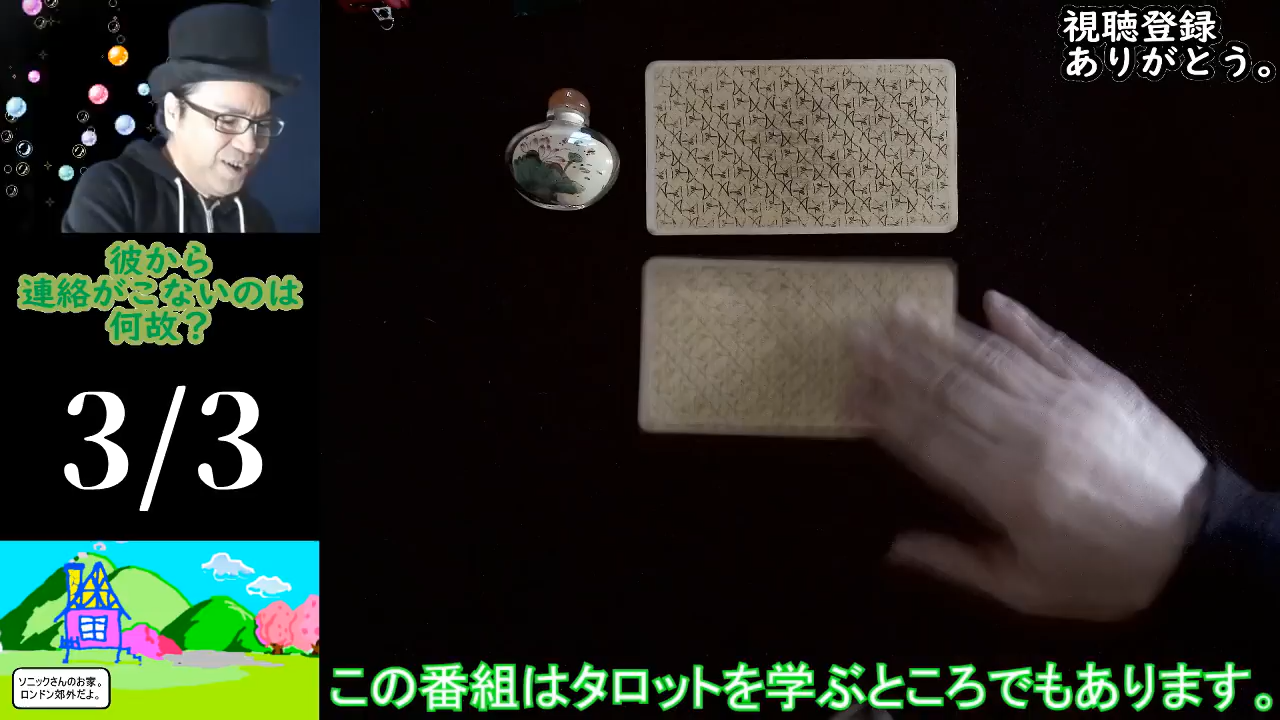 視聴登録
ありがとう。
彼から
連絡がこないのは
何故？
3/3
ソニックさんのお家。
ロンドン郊外だよ。
この番組はタロットを学ぶところでもあります。